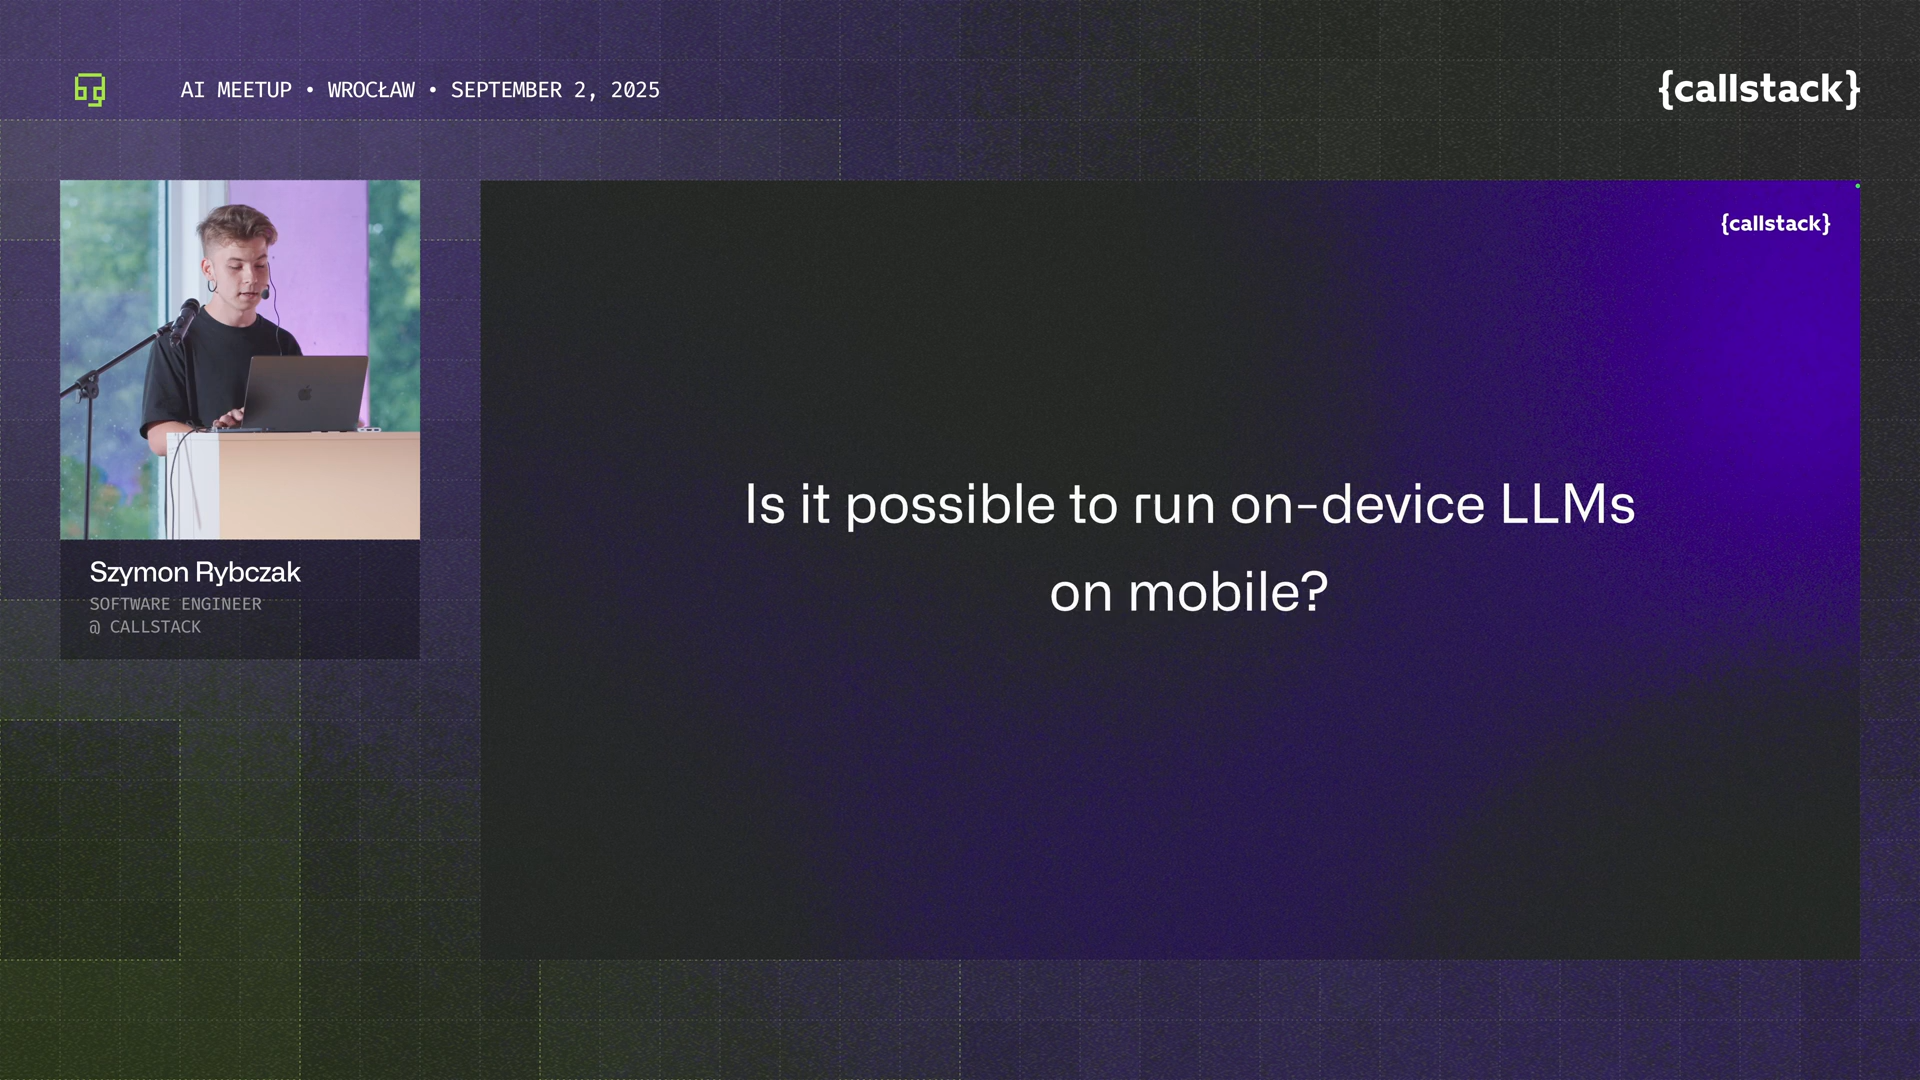 AI MEETUP • WROCŁAW • SEPTEMBER 2, 2025
{callstack}
{callstack}
Is it possible to run on-device LLMs
on mobile?
Szymon Rybczak
SOFTWARE ENGINEER
@ CALLSTACK